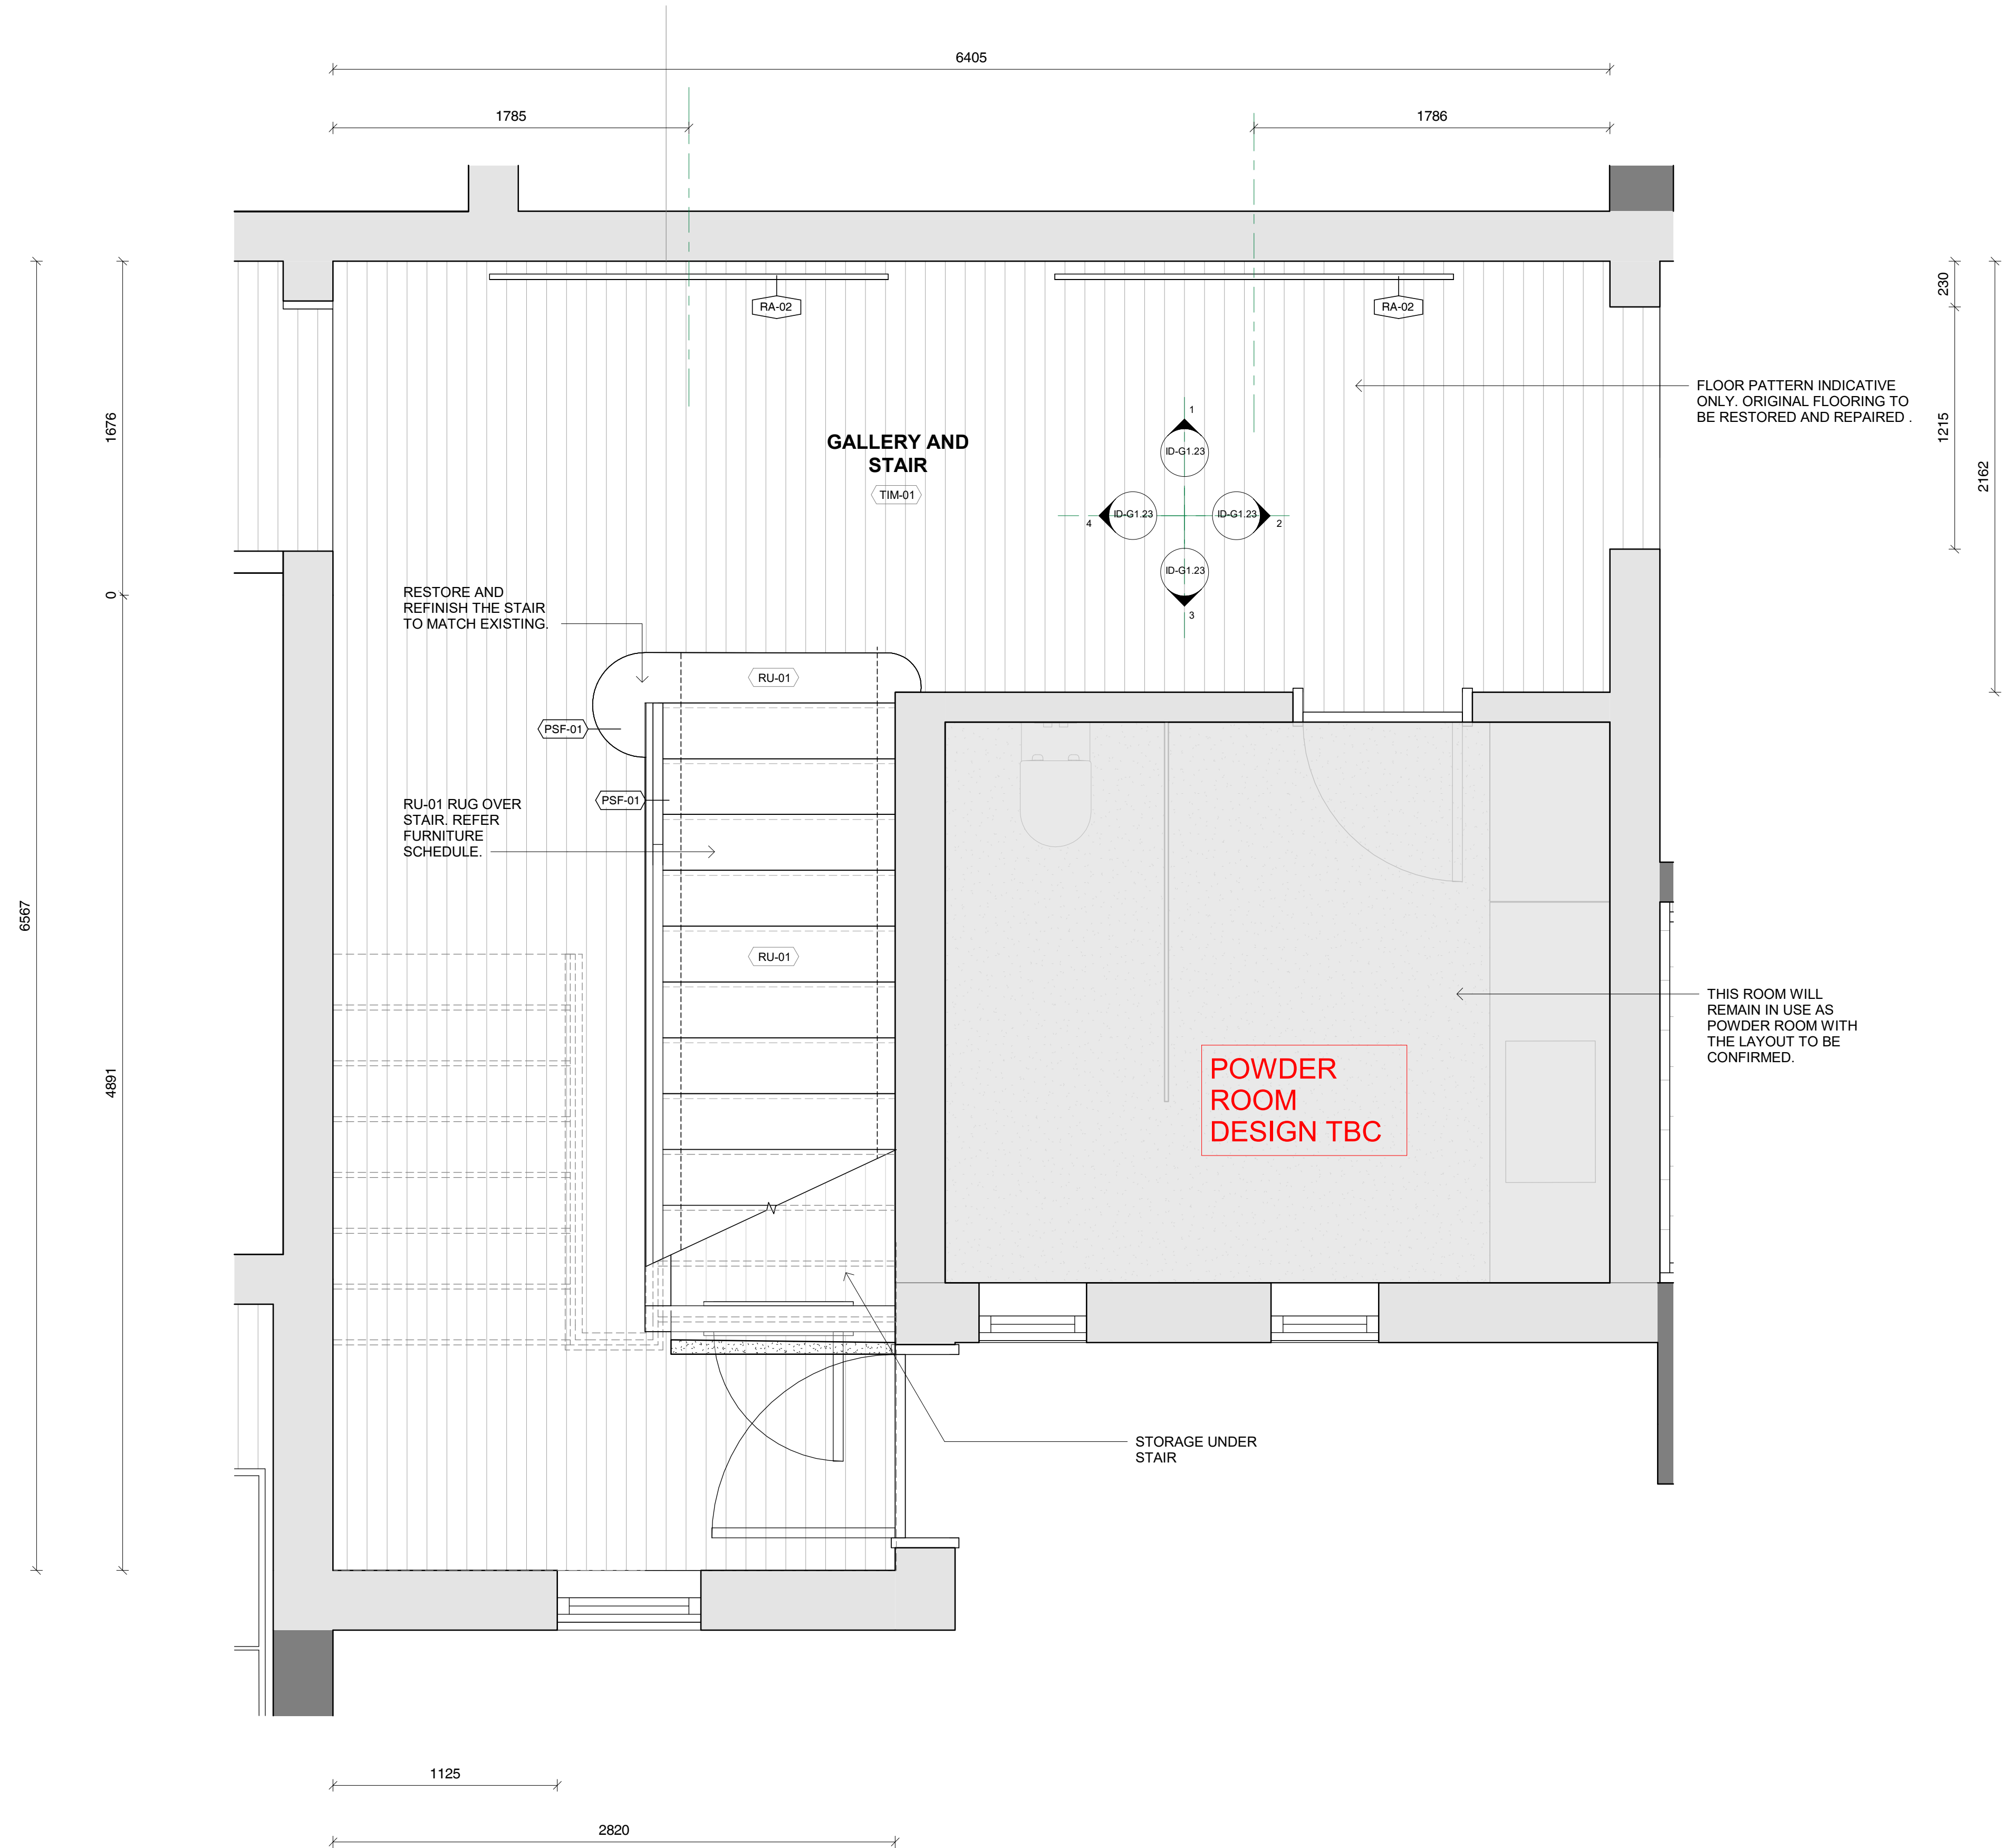 6405
1785
1786
RA-02
RA-02
230
1215
2162
FLOOR PATTERN INDICATIVE
ONLY. ORIGINAL FLOORING TO
BE RESTORED AND REPAIRED .
1676
0
4891
6567
GALLERY AND
STAIR
TIM-01
1
ID-G1.23
4
ID-G1.23
ID-G1.23
2
ID-G1.23
3
RESTORE AND
REFINISH THE STAIR
TO MATCH EXISTING.
RU-01
PSF-01
PSF-01
RU-01 RUG OVER
STAIR. REFER
FURNITURE
SCHEDULE.
RU-01
THIS ROOM WILL
REMAIN IN USE AS
POWDER ROOM WITH
THE LAYOUT TO BE
CONFIRMED.
POWDER
ROOM
DESIGN TBC
STORAGE UNDER
STAIR
1125
2820